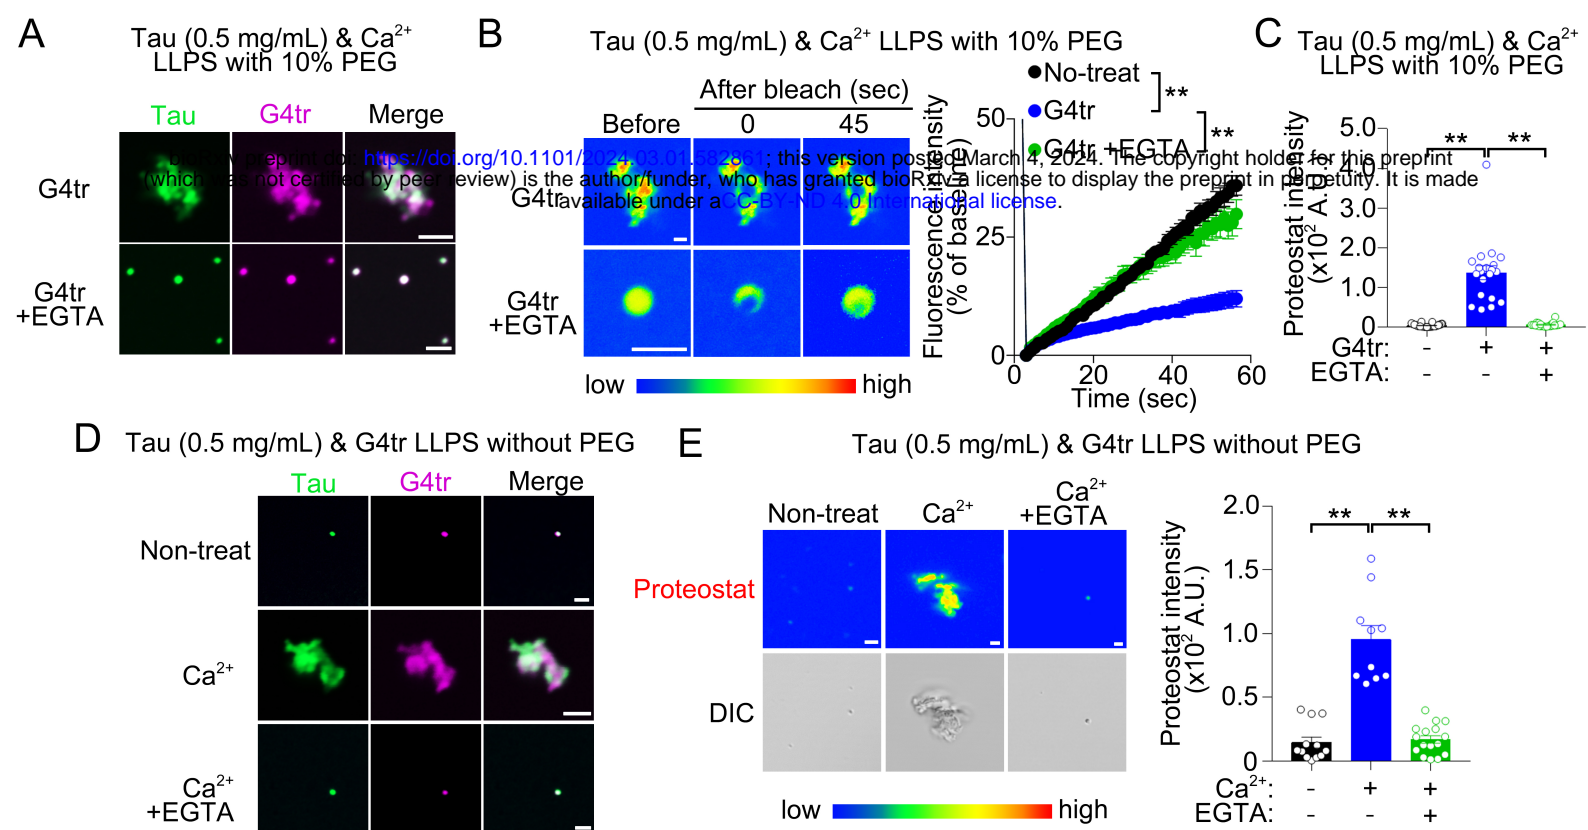 A
Tau (0.5 mg/mL) & Ca2+
LLPS with 10% PEG
Tau
G4tr
Merge
G4tr
G4tr
+EGTA
B
Tau (0.5 mg/mL) & Ca2+ LLPS with 10% PEG
After bleach (sec)
Before
0
45
G4tr
G4tr
+EGTA
low
high
No-treat
G4tr
G4tr +EGTA
**
**
Fluorescence intensity
(% of baseline)
50
25
0
0
20
40
60
Time (sec)
C
Tau (0.5 mg/mL) & Ca2+
LLPS with 10% PEG
Proteostat intensity
(x102 A.U.)
5.0
4.0
3.0
2.0
1.0
0
**
**
G4tr: - + +
EGTA: - - +
bioRxiv preprint doi: https://doi.org/10.1101/2024.03.01.582861; this version posted March 4, 2024. The copyright holder for this preprint
(which was not certified by peer review) is the author/funder, who has granted bioRxiv a license to display the preprint in perpetuity. It is made
available under aCC-BY-ND 4.0 International license.
D
Tau (0.5 mg/mL) & G4tr LLPS without PEG
Tau
G4tr
Merge
Non-treat
Ca2+
Ca2+
+EGTA
E
Tau (0.5 mg/mL) & G4tr LLPS without PEG
Non-treat
Ca2+
Ca2+
+EGTA
Proteostat
DIC
low
high
Proteostat intensity
(x102 A.U.)
2.0
1.5
1.0
0.5
0
**
**
Ca2+: - + +
EGTA: - - +